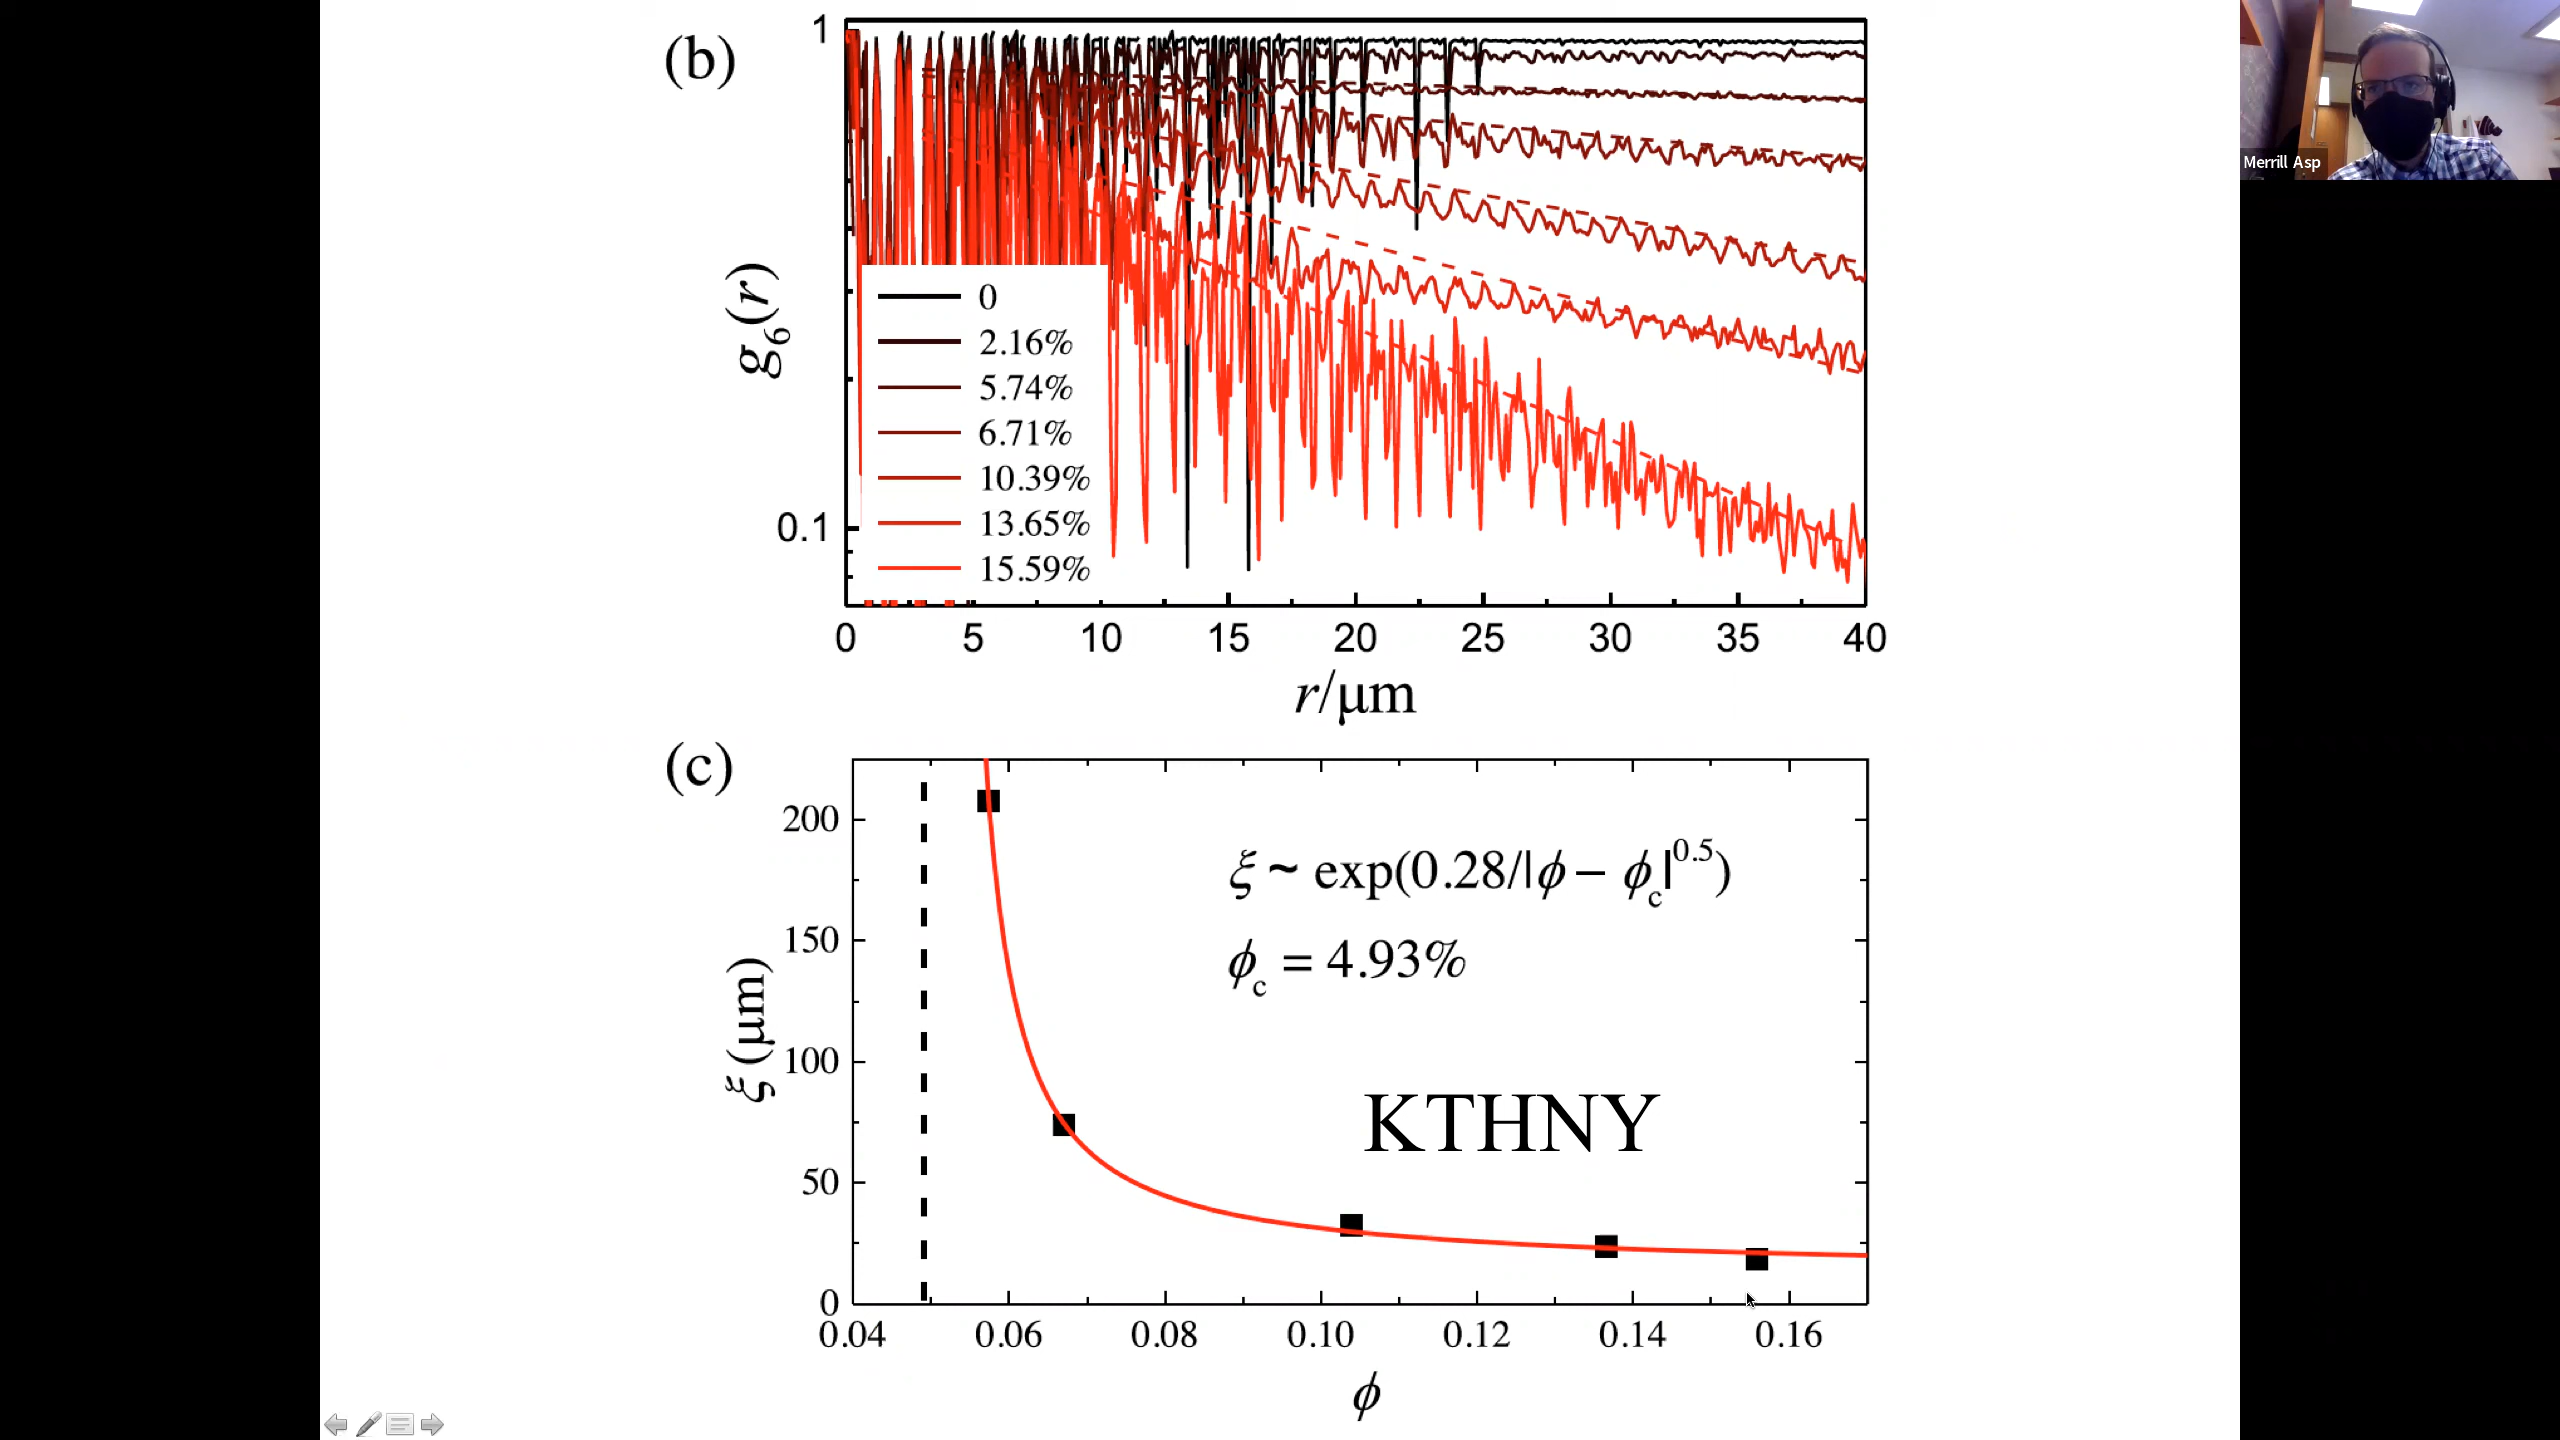 (b)
1
0.1
g6(r)
0
2.16%
5.74%
6.71%
10.39%
13.65%
15.59%
0 5 10 15 20 25 30 35 40
r/μm
Merrill Asp
(c)
200
150
100
50
0
ξ (μm)
ξ ~ exp(0.28/|ϕ − ϕc|^0.5)
ϕc = 4.93%
KTHNY
0.04 0.06 0.08 0.10 0.12 0.14 0.16
ϕ